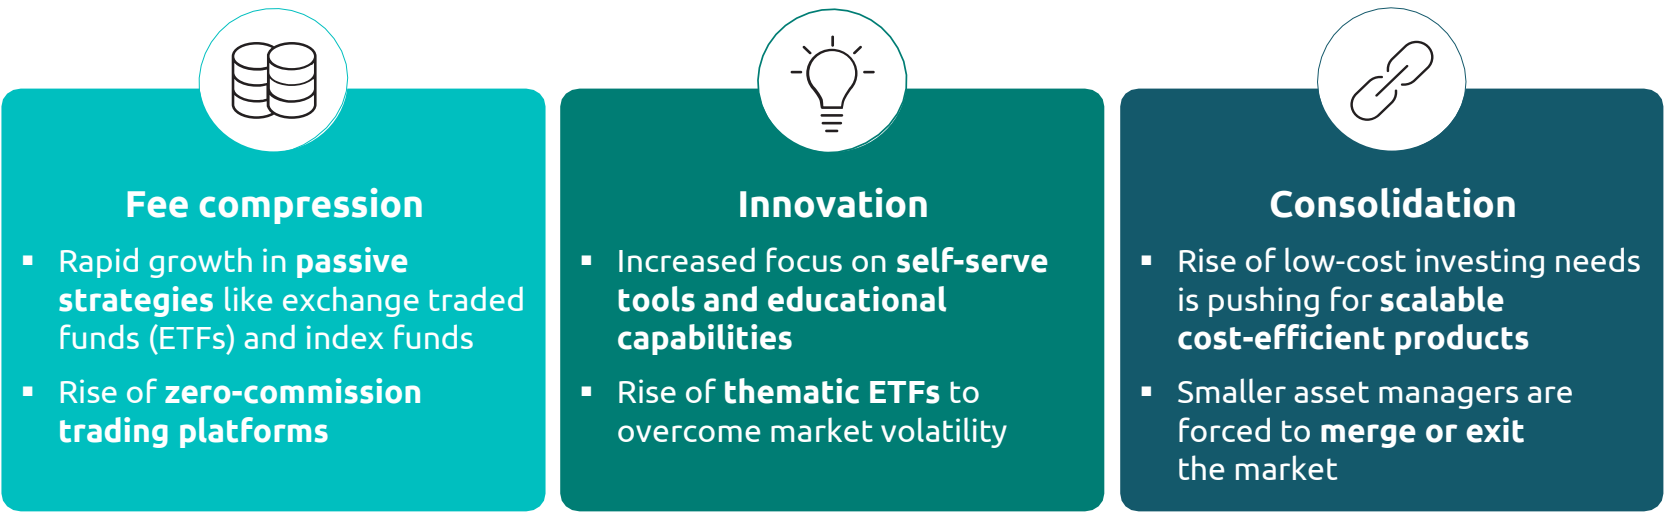 Fee compression
▪ Rapid growth in passive
strategies like exchange traded
funds (ETFs) and index funds
▪ Rise of zero-commission
trading platforms
Innovation
▪ Increased focus on self-serve
tools and educational
capabilities
▪ Rise of thematic ETFs to
overcome market volatility
Consolidation
▪ Rise of low-cost investing needs
is pushing for scalable
cost-efficient products
▪ Smaller asset managers are
forced to merge or exit
the market